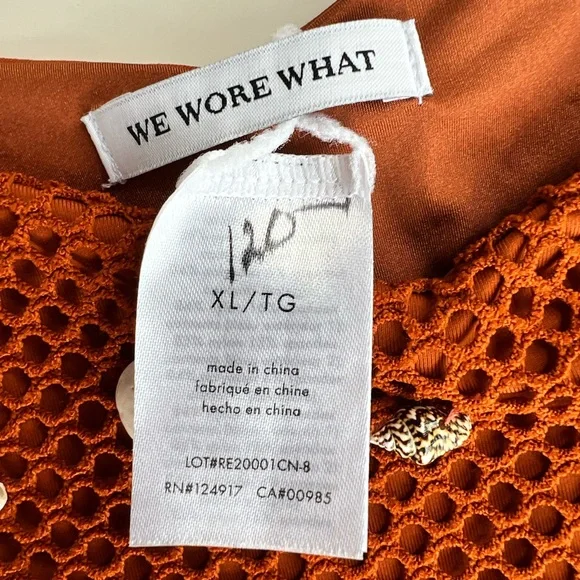 WE WORE WHAT
120—
XL/TG
made in china
fabriqué en chine
hecho en china
LOT#RE20001CN-8
RN#124917 CA#00985